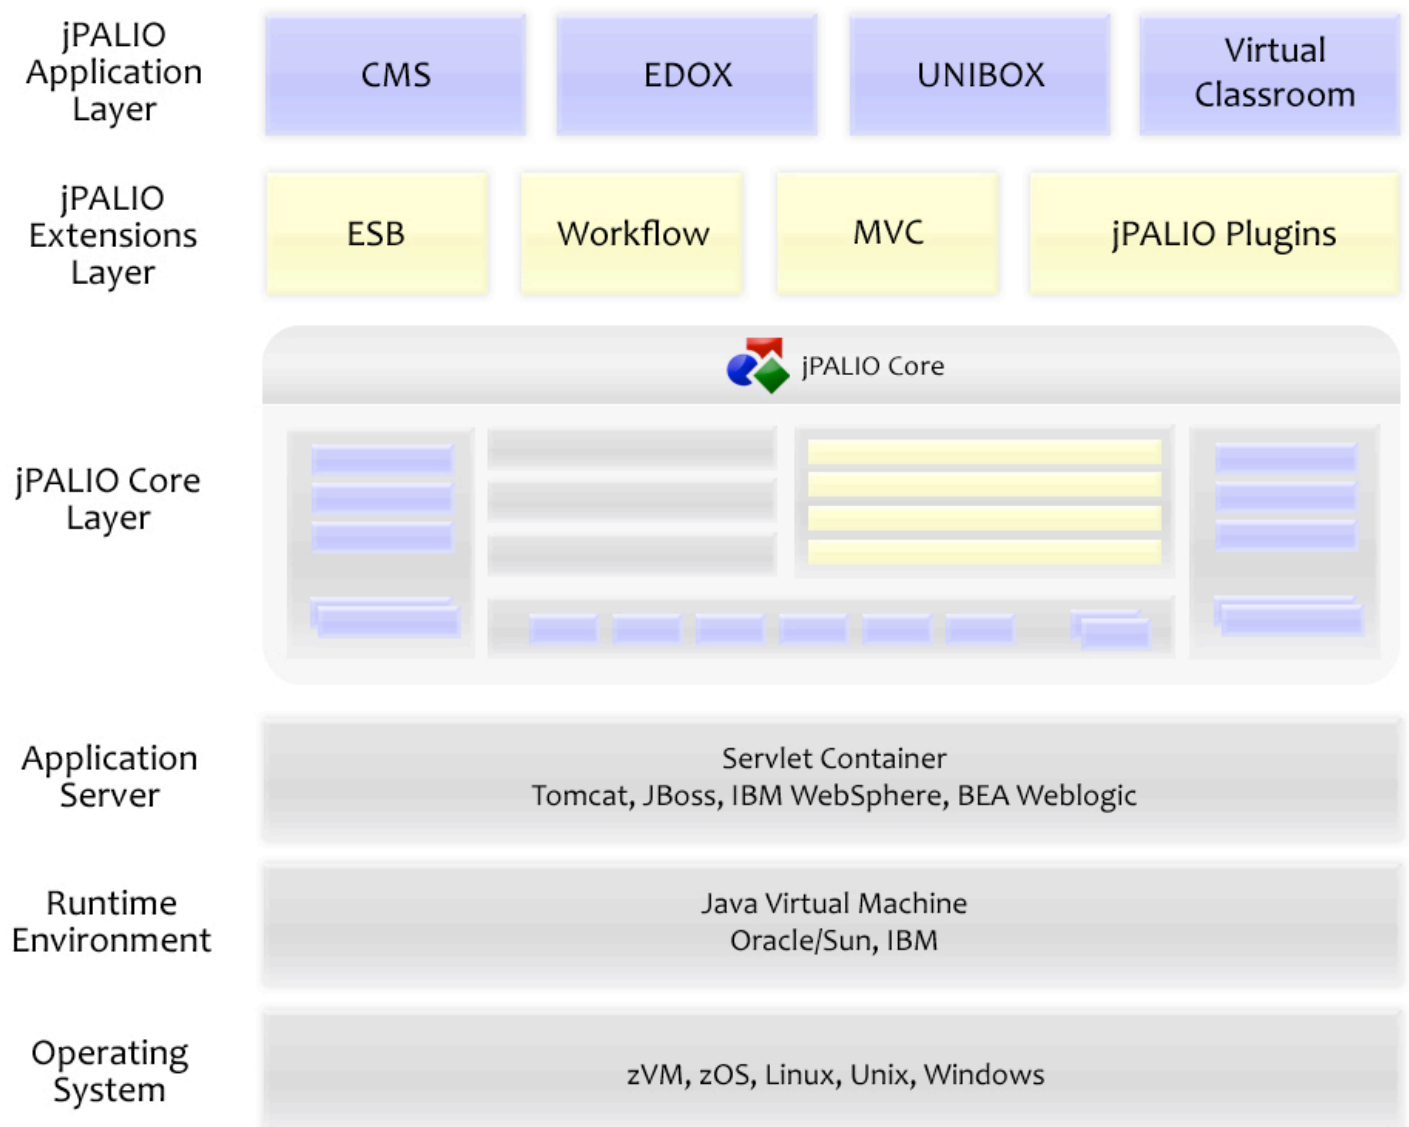 jPALIO
Application
Layer
CMS
EDOX
UNIBOX
Virtual
Classroom
jPALIO
Extensions
Layer
ESB
Workflow
MVC
jPALIO Plugins
jPALIO Core
jPALIO Core
Layer
Application
Server
Servlet Container
Tomcat, JBoss, IBM WebSphere, BEA Weblogic
Runtime
Environment
Java Virtual Machine
Oracle/Sun, IBM
Operating
System
zVM, zOS, Linux, Unix, Windows